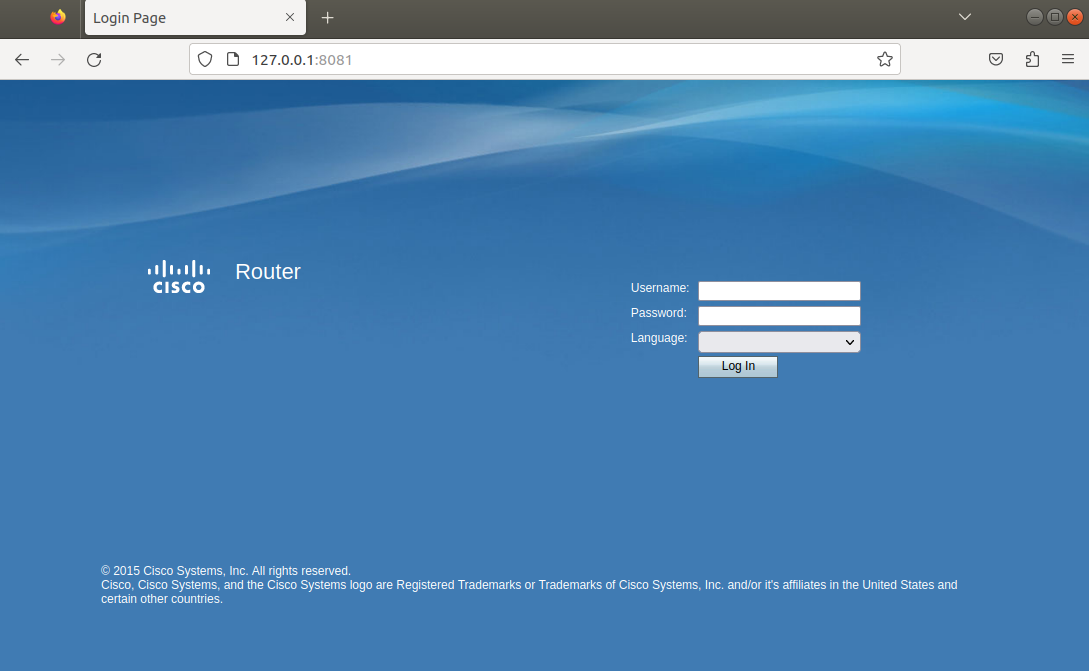 Login Page
127.0.0.1:8081
CISCO
Router
Username:
Password:
Language:
Log In
© 2015 Cisco Systems, Inc. All rights reserved.
Cisco, Cisco Systems, and the Cisco Systems logo are Registered Trademarks or Trademarks of Cisco Systems, Inc. and/or it's affiliates in the United States and
certain other countries.